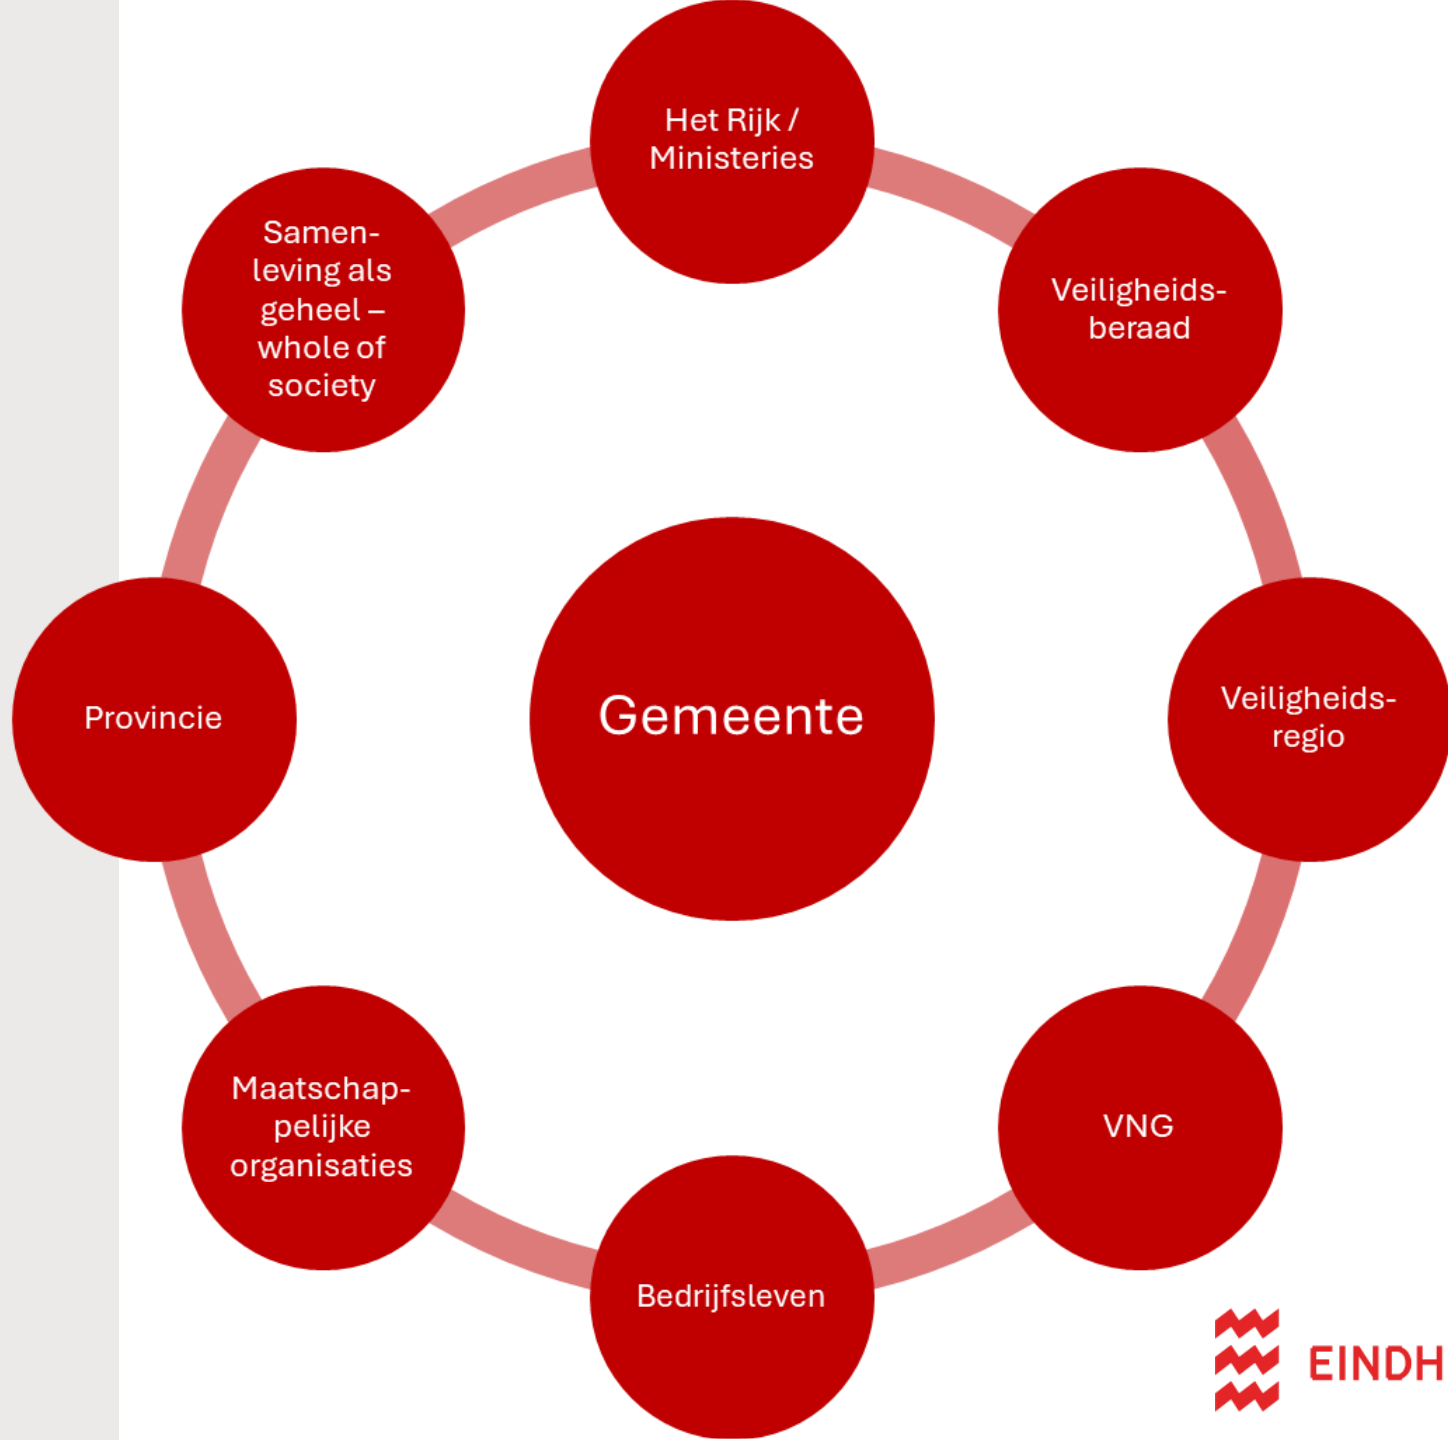 Het Rijk /
Ministeries
Veiligheids-
beraad
Veiligheids-
regio
VNG
Bedrijfsleven
Maatschap-
pelijke
organisaties
Provincie
Samen-
leving als
geheel –
whole of
society
Gemeente
EINDH